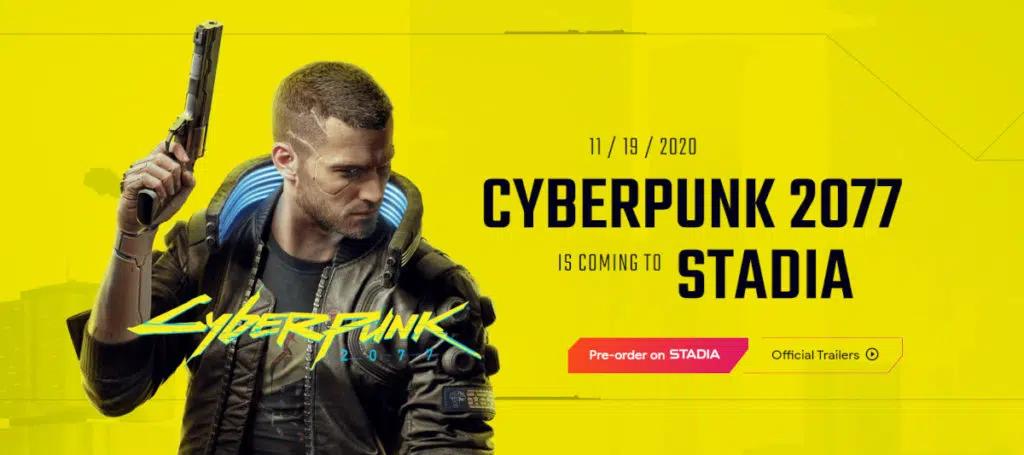 11 / 19 / 2020
CYBERPUNK 2077
IS COMING TO STADIA
CYBERPUNK
2077
Pre-order on STADIA
Official Trailers